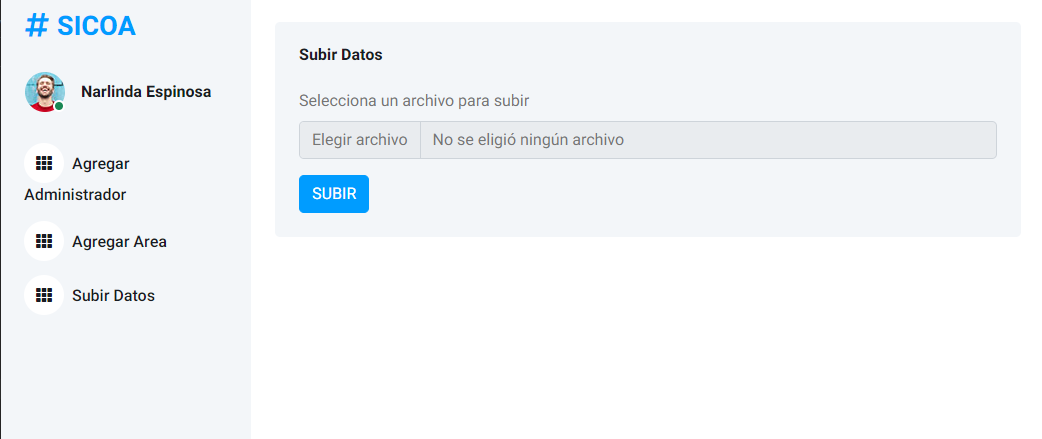 # SICOA
Narlinda Espinosa
Agregar
Administrador
Agregar Area
Subir Datos
Subir Datos
Selecciona un archivo para subir
Elegir archivo No se eligió ningún archivo
SUBIR